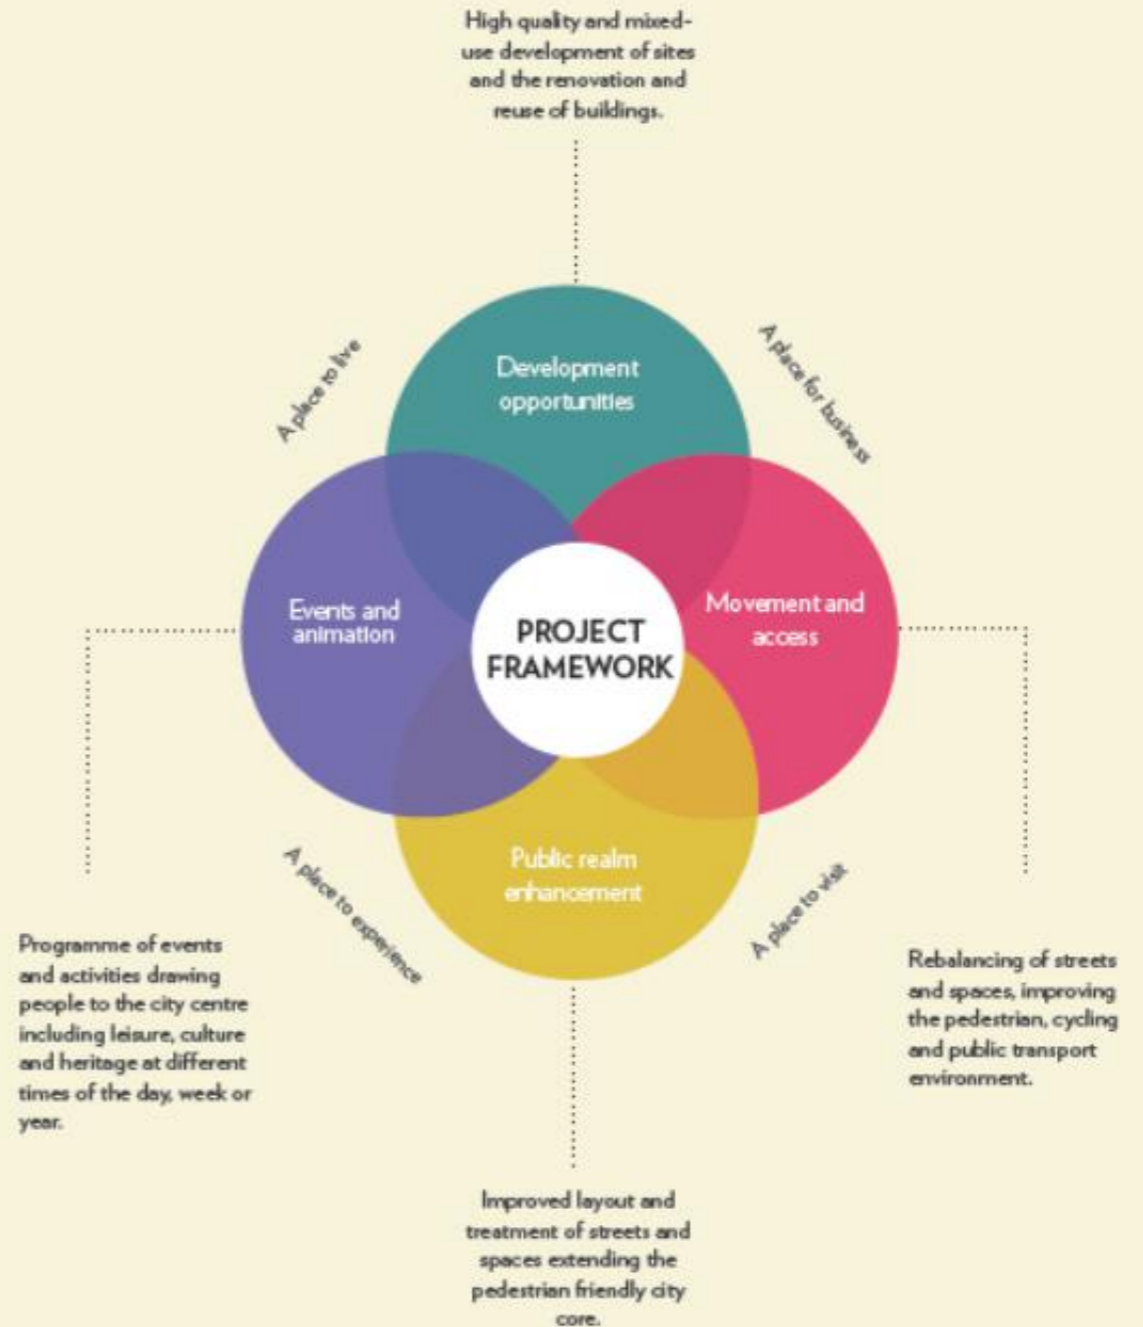 High quality and mixed-
use development of sites
and the renovation and
reuse of buildings.
A place to live
A place for business
Development
opportunities
Events and
animation
PROJECT
FRAMEWORK
Movement and
access
Public realm
enhancement
A place to experience
A place to visit
Programme of events
and activities drawing
people to the city centre
including leisure, culture
and heritage at different
times of the day, week or
year.
Rebalancing of streets
and spaces, improving
the pedestrian, cycling
and public transport
environment.
Improved layout and
treatment of streets and
spaces extending the
pedestrian friendly city
core.